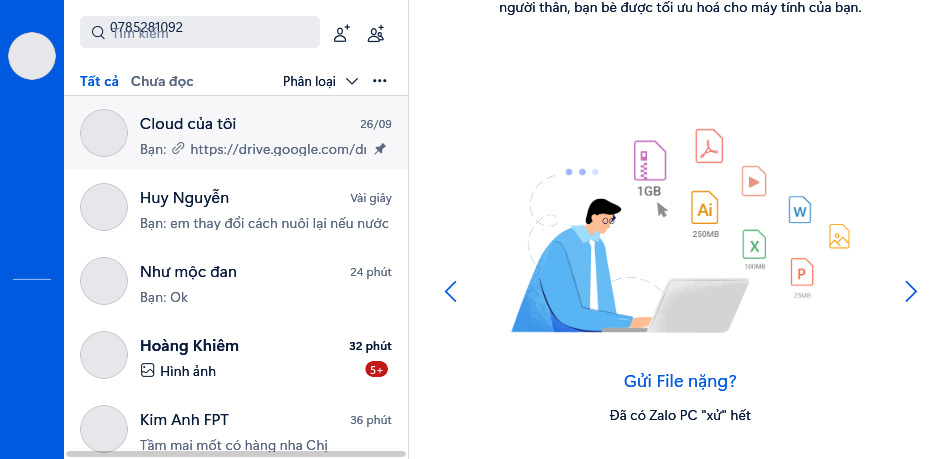 0785281092
Tìm kiếm
Tất cả Chưa đọc Phân loại
Cloud của tôi 26/09
Bạn: https://drive.google.com/dr
Huy Nguyễn Vài giây
Bạn: em thay đổi cách nuôi lại nếu nước
Như mộc đan 24 phút
Bạn: Ok
Hoàng Khiêm 32 phút
Hình ảnh 5+
Kim Anh FPT 36 phút
Tầm mai mốt có hàng nha Chị
người thân, bạn bè được tối ưu hoá cho máy tính của bạn.
1GB
Ai
250MB
W
X
100MB
P
25MB
Gửi File nặng?
Đã có Zalo PC "xử" hết